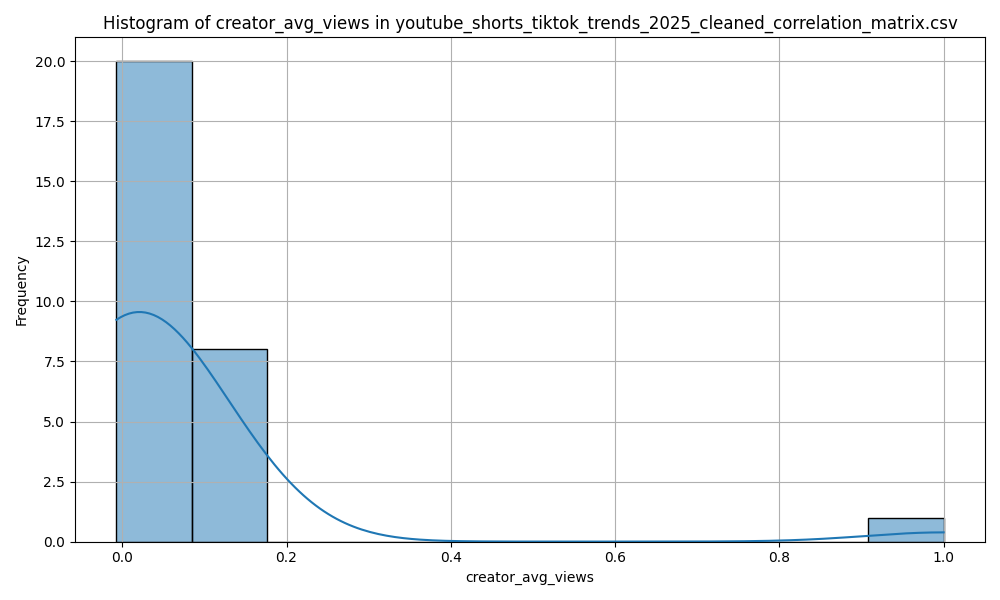 Histogram of creator_avg_views in youtube_shorts_tiktok_trends_2025_cleaned_correlation_matrix.csv
20.0
17.5
15.0
12.5
10.0
7.5
5.0
2.5
0.0
Frequency
0.0 0.2 0.4 0.6 0.8 1.0
creator_avg_views